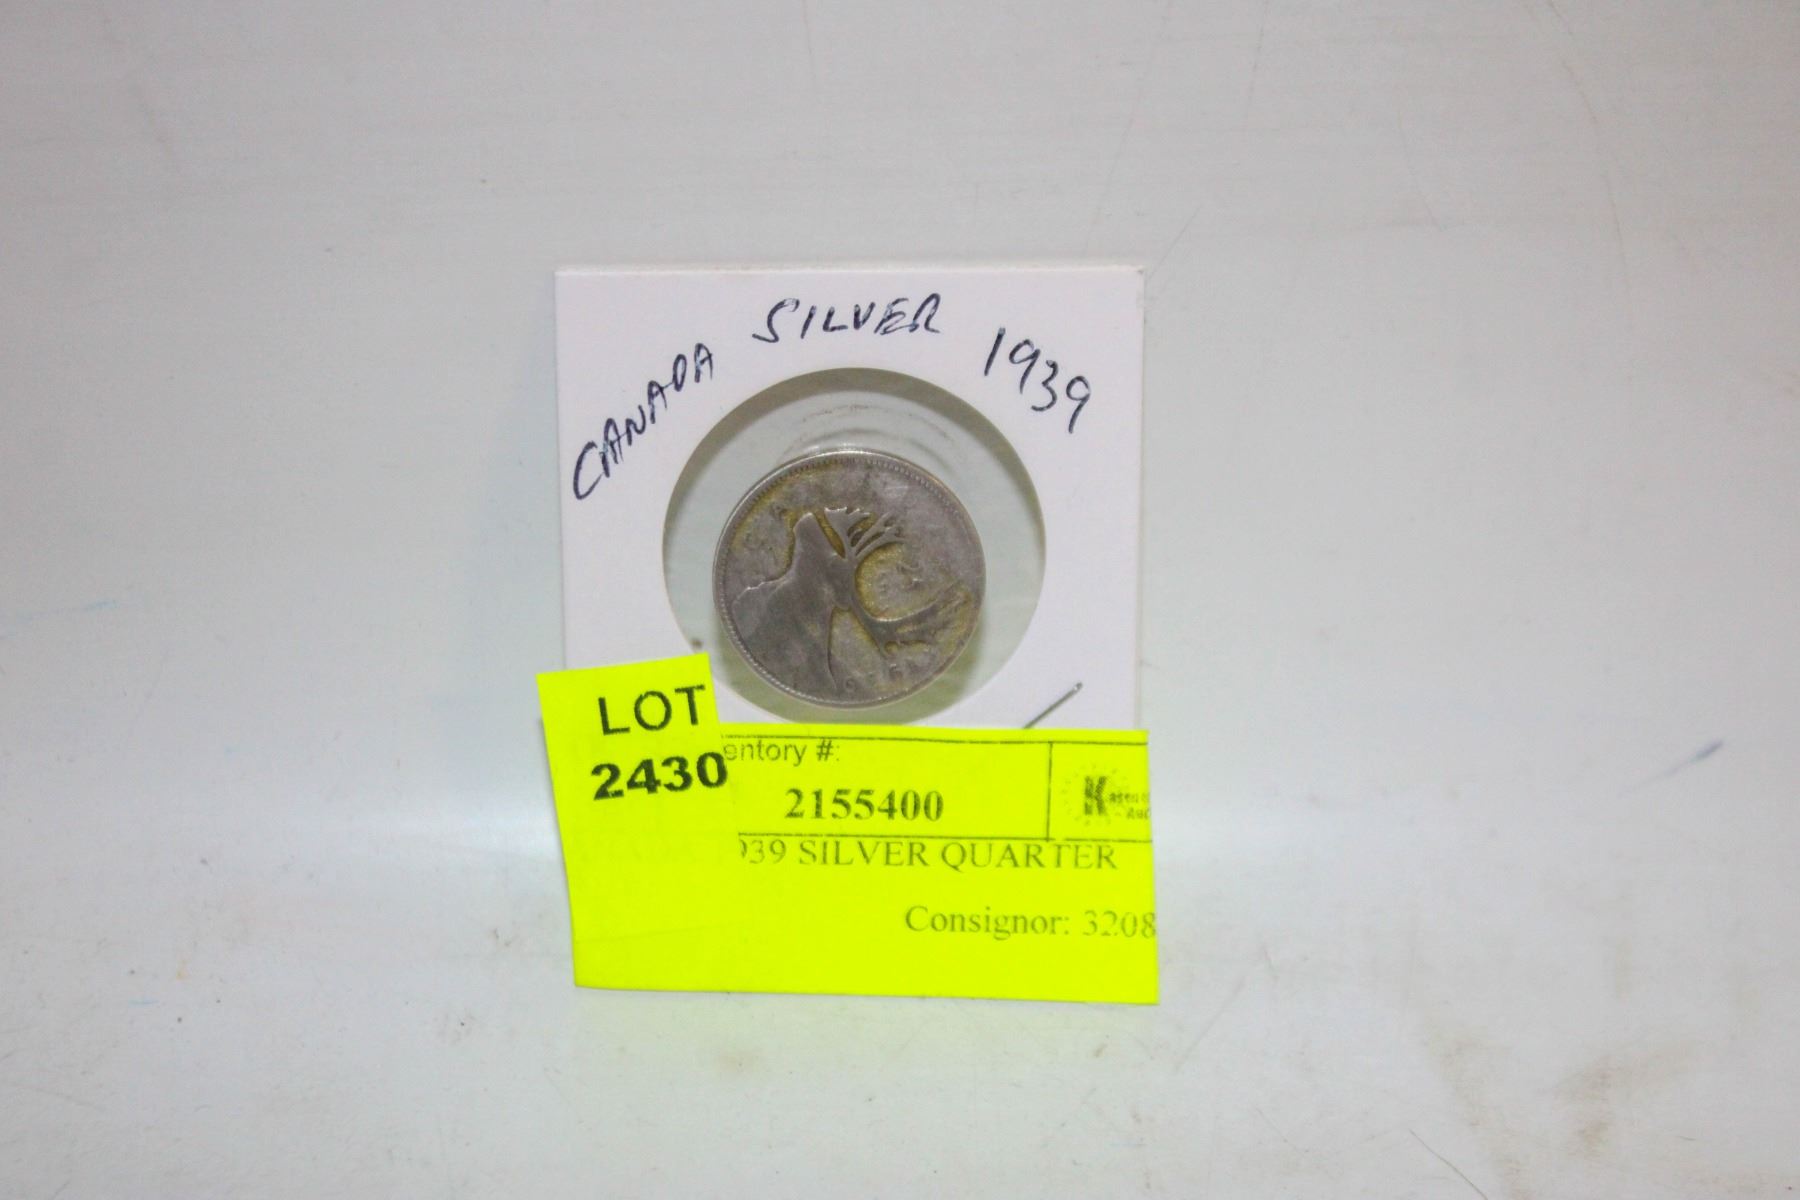 CANADA SILVER 1939
LOT
2430
entory #:
2155400
939 SILVER QUARTER
Consignor: 3208